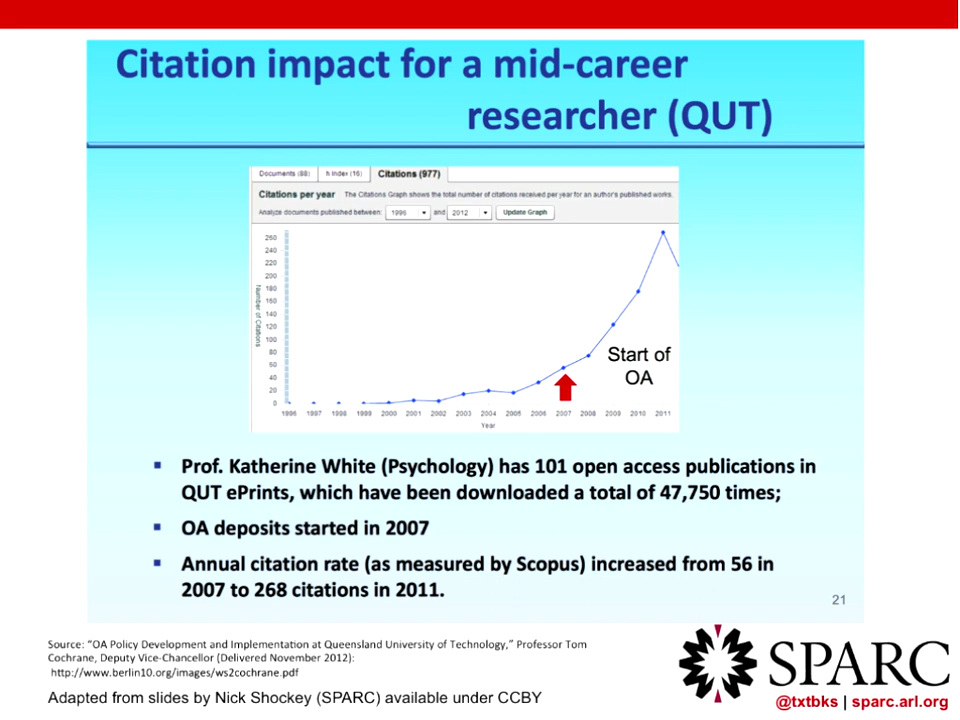 Citation impact for a mid-career
researcher (QUT)
Documents (98) h Index (16) Citations (977)
Citations per year The Citations Graph shows the total number of citations received per year for an author's published works.
Analyze documents published between: 1996 and 2012 Update Graph
260
240
220
200
180
160
140
120
100
80
60
40
20
0
Number of Citations
Start of
OA
1996 1997 1998 1999 2000 2001 2002 2003 2004 2005 2006 2007 2008 2009 2010 2011
Year
▪ Prof. Katherine White (Psychology) has 101 open access publications in
QUT ePrints, which have been downloaded a total of 47,750 times;
▪ OA deposits started in 2007
▪ Annual citation rate (as measured by Scopus) increased from 56 in
2007 to 268 citations in 2011.
21
Source: “OA Policy Development and Implementation at Queensland University of Technology,” Professor Tom
Cochrane, Deputy Vice-Chancellor (Delivered November 2012):
http://www.berlin10.org/images/ws2cochrane.pdf
Adapted from slides by Nick Shockey (SPARC) available under CCBY
SPARC
@txtbks | sparc.arl.org